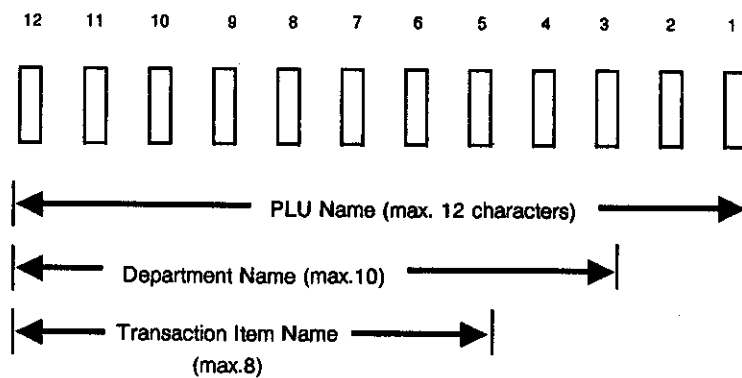 12 11 10 9 8 7 6 5 4 3 2 1
PLU Name (max. 12 characters)
Department Name (max.10)
Transaction Item Name
(max.8)